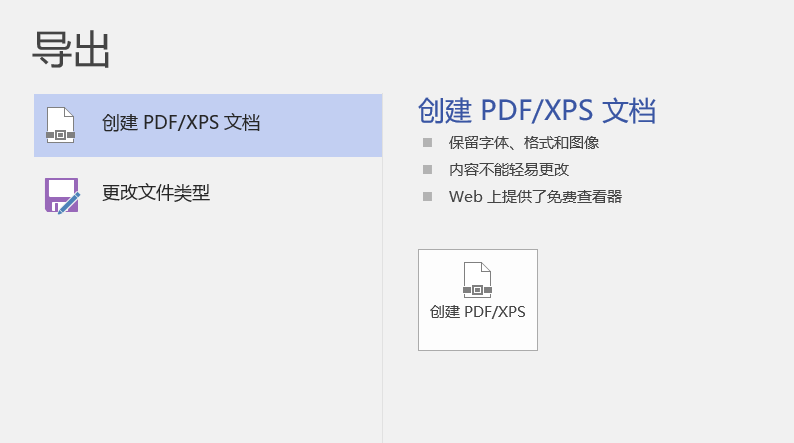 导出
创建 PDF/XPS 文档
更改文件类型
创建 PDF/XPS 文档
保留字体、格式和图像
内容不能轻易更改
Web 上提供了免费查看器
创建 PDF/XPS